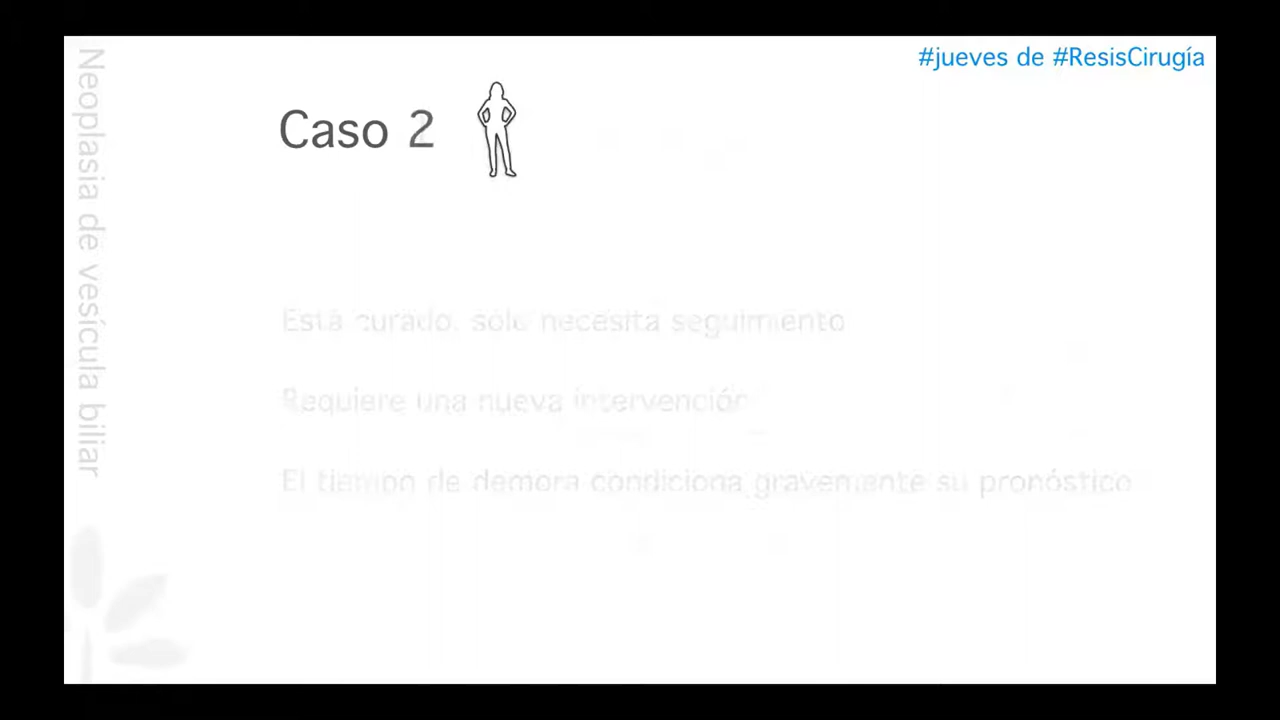 #jueves de #ResisCirugía
Caso 2
Neoplasia de vesícula biliar
Está curado, solo necesita seguimiento
Requiere una nueva intervención
El tiempo de demora condiciona gravemente su pronóstico